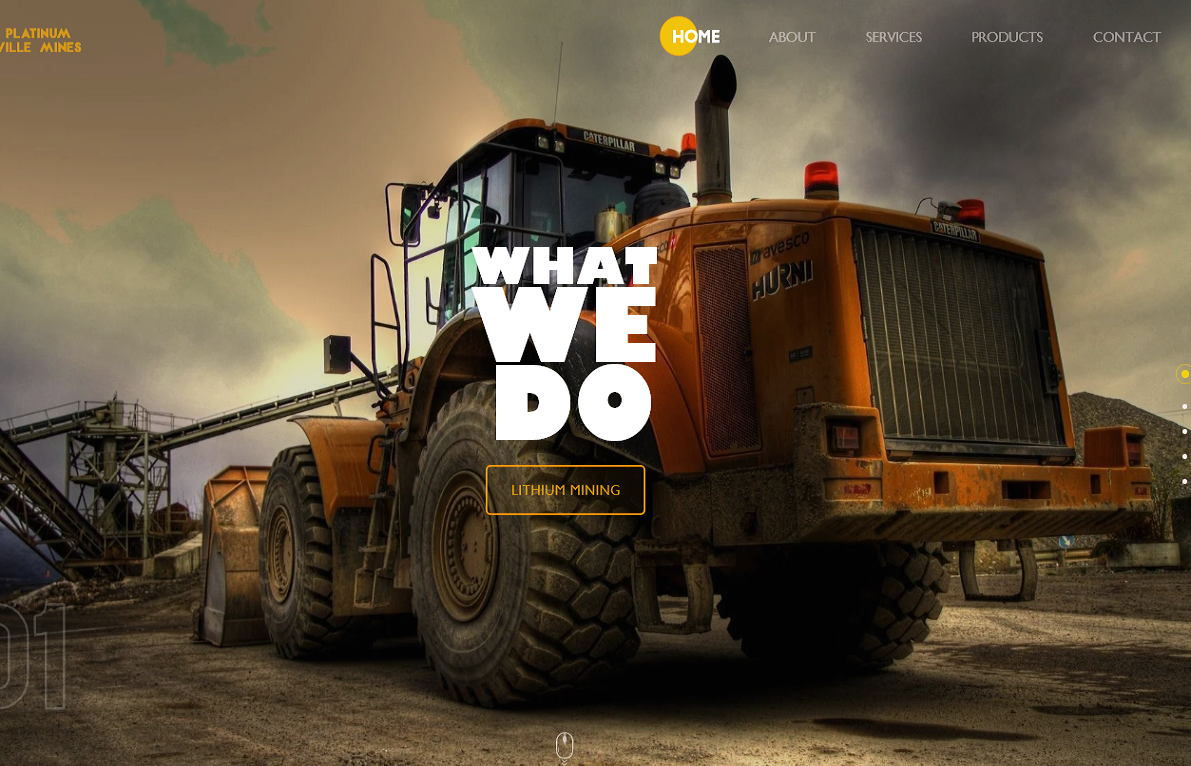 PLATINUM
VILLE MINES
HOME
ABOUT
SERVICES
PRODUCTS
CONTACT
CATERPILLAR
CATERPILLAR
avesco
HURNI
WHAT
WE
DO
LITHIUM MINING
01